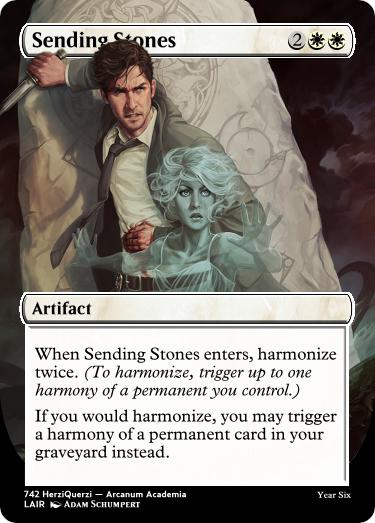 Sending Stones 2
Artifact
When Sending Stones enters, harmonize
twice. (To harmonize, trigger up to one
harmony of a permanent you control.)
If you would harmonize, you may trigger
a harmony of a permanent card in your
graveyard instead.
742 HerziQuerzi — Arcanum Academia Year Six
LAIR Adam Schumpert